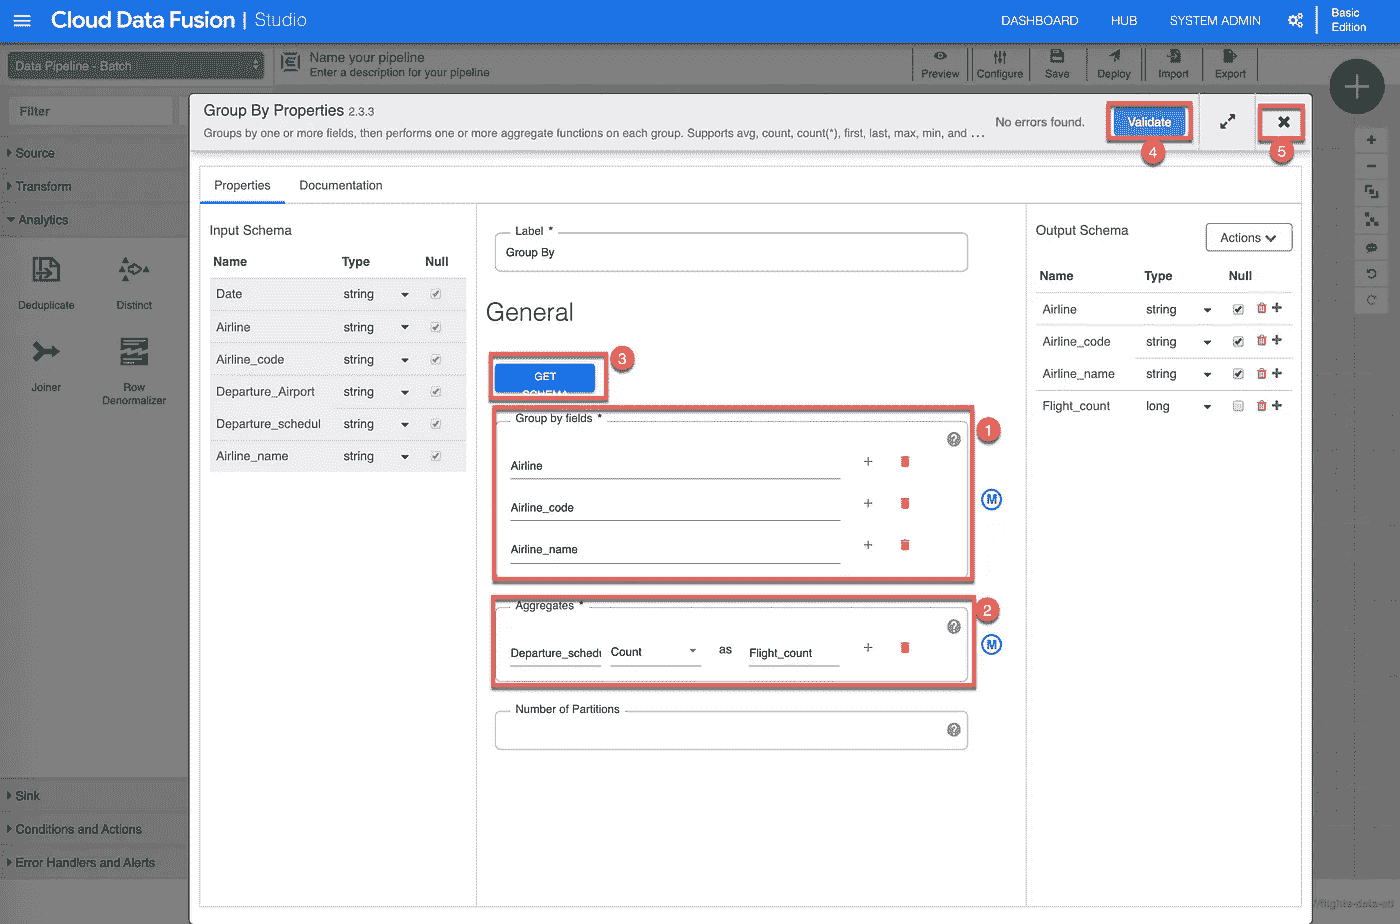 Cloud Data Fusion | Studio
DASHBOARD
HUB
SYSTEM ADMIN
Basic
Edition
Data Pipeline - Batch
Name your pipeline
Enter a description for your pipeline
Preview
Configure
Save
Deploy
Import
Export
Filter
Source
Transform
Analytics
Deduplicate
Distinct
Joiner
Row
Denormalizer
Sink
Conditions and Actions
Error Handlers and Alerts
Group By Properties 2.3.3
Groups by one or more fields, then performs one or more aggregate functions on each group. Supports avg, count, count(*), first, last, max, min, and ...
No errors found.
Validate
4
5
Properties
Documentation
Input Schema
Name Type Null
Date string
Airline string
Airline_code string
Departure_Airport string
Departure_schedul string
Airline_name string
Label *
Group By
General
GET
SCHEMA
3
Group by fields *
1
Airline
Airline_code
Airline_name
M
Aggregates *
2
Departure_schedu Count as Flight_count
M
Number of Partitions
Output Schema
Actions
Name Type Null
Airline string
Airline_code string
Airline_name string
Flight_count long